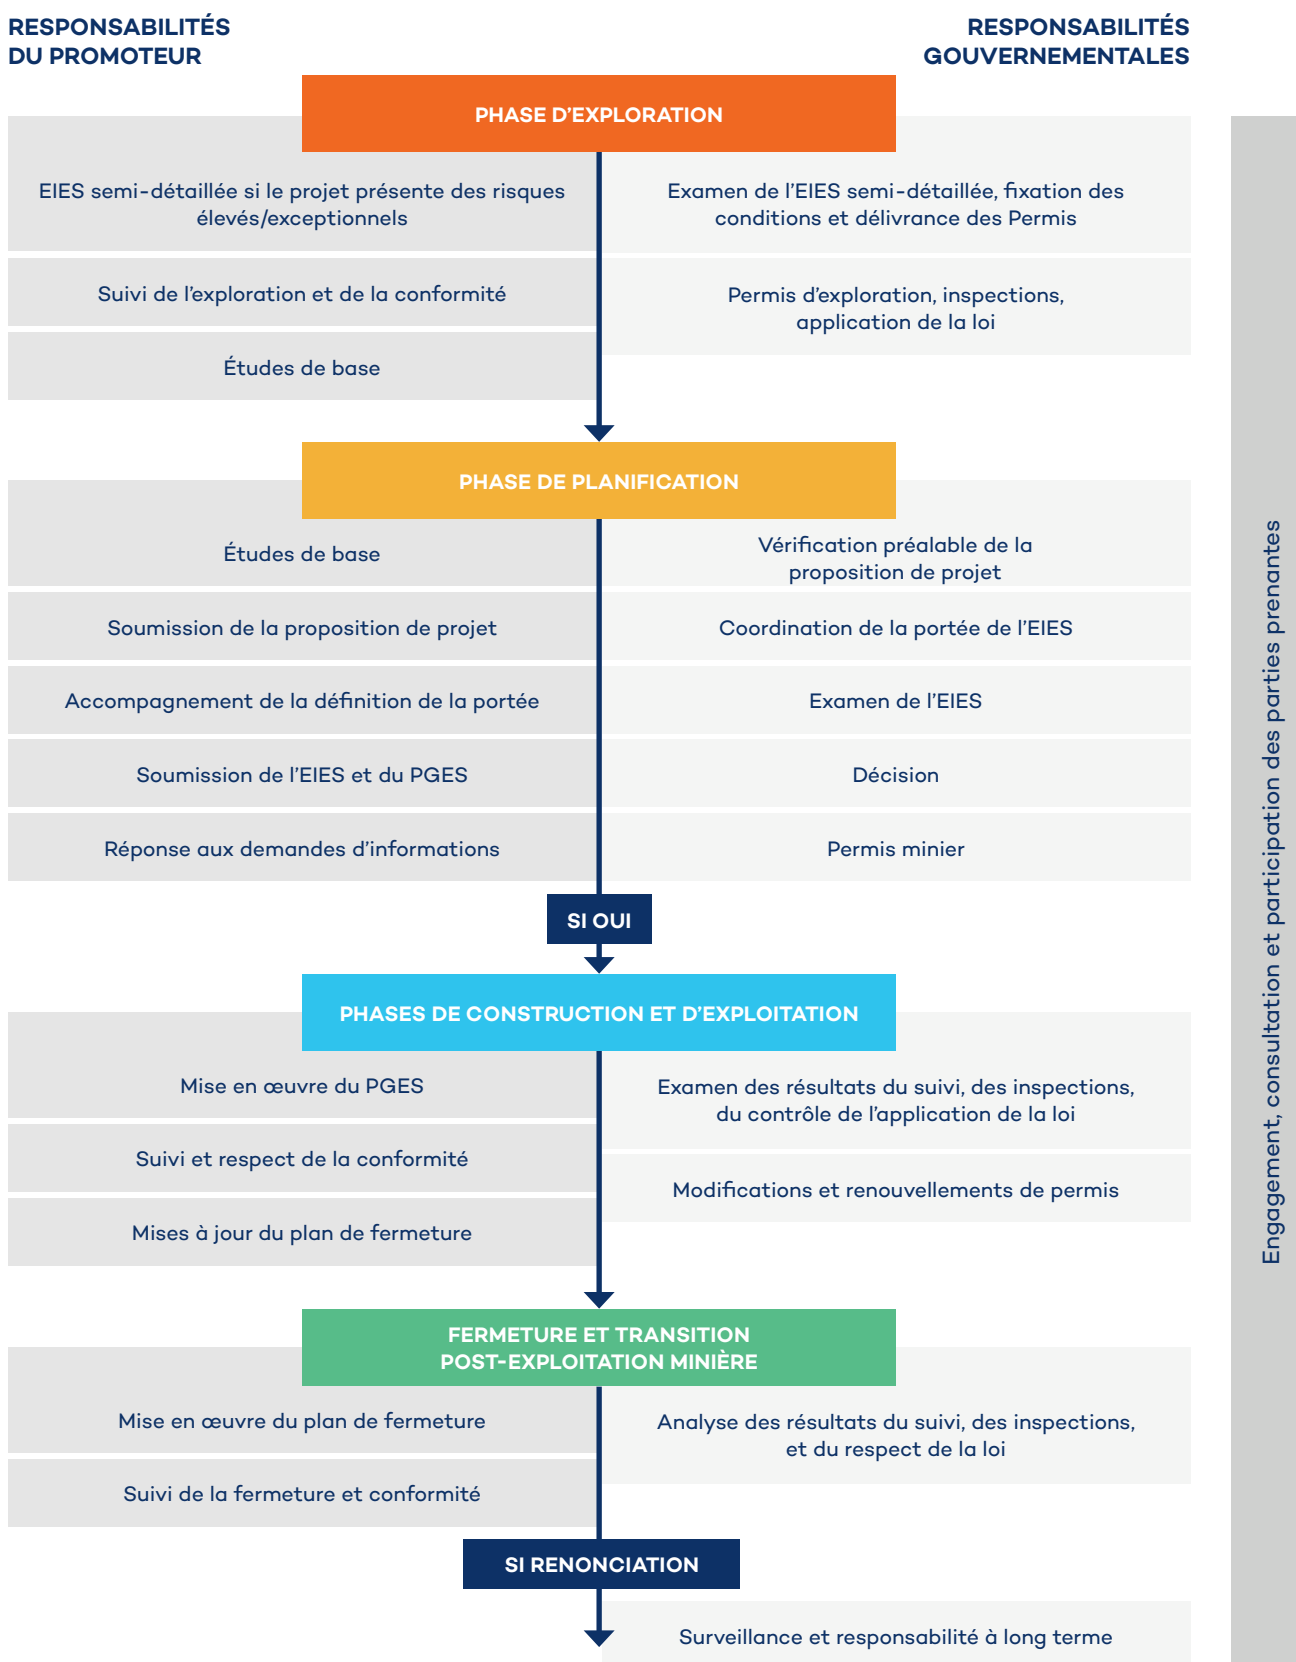 RESPONSABILITÉS
DU PROMOTEUR
RESPONSABILITÉS
GOUVERNEMENTALES
PHASE D’EXPLORATION
EIES semi-détaillée si le projet présente des risques
élevés/exceptionnels
Suivi de l’exploration et de la conformité
Études de base
Examen de l’EIES semi-détaillée, fixation des
conditions et délivrance des Permis
Permis d’exploration, inspections,
application de la loi
PHASE DE PLANIFICATION
Études de base
Soumission de la proposition de projet
Accompagnement de la définition de la portée
Soumission de l’EIES et du PGES
Réponse aux demandes d’informations
Vérification préalable de la
proposition de projet
Coordination de la portée de l’EIES
Examen de l’EIES
Décision
Permis minier
SI OUI
PHASES DE CONSTRUCTION ET D’EXPLOITATION
Mise en œuvre du PGES
Suivi et respect de la conformité
Mises à jour du plan de fermeture
Examen des résultats du suivi, des inspections,
du contrôle de l’application de la loi
Modifications et renouvellements de permis
FERMETURE ET TRANSITION
POST-EXPLOITATION MINIÈRE
Mise en œuvre du plan de fermeture
Suivi de la fermeture et conformité
Analyse des résultats du suivi, des inspections,
et du respect de la loi
SI RENONCIATION
Surveillance et responsabilité à long terme
Engagement, consultation et participation des parties prenantes